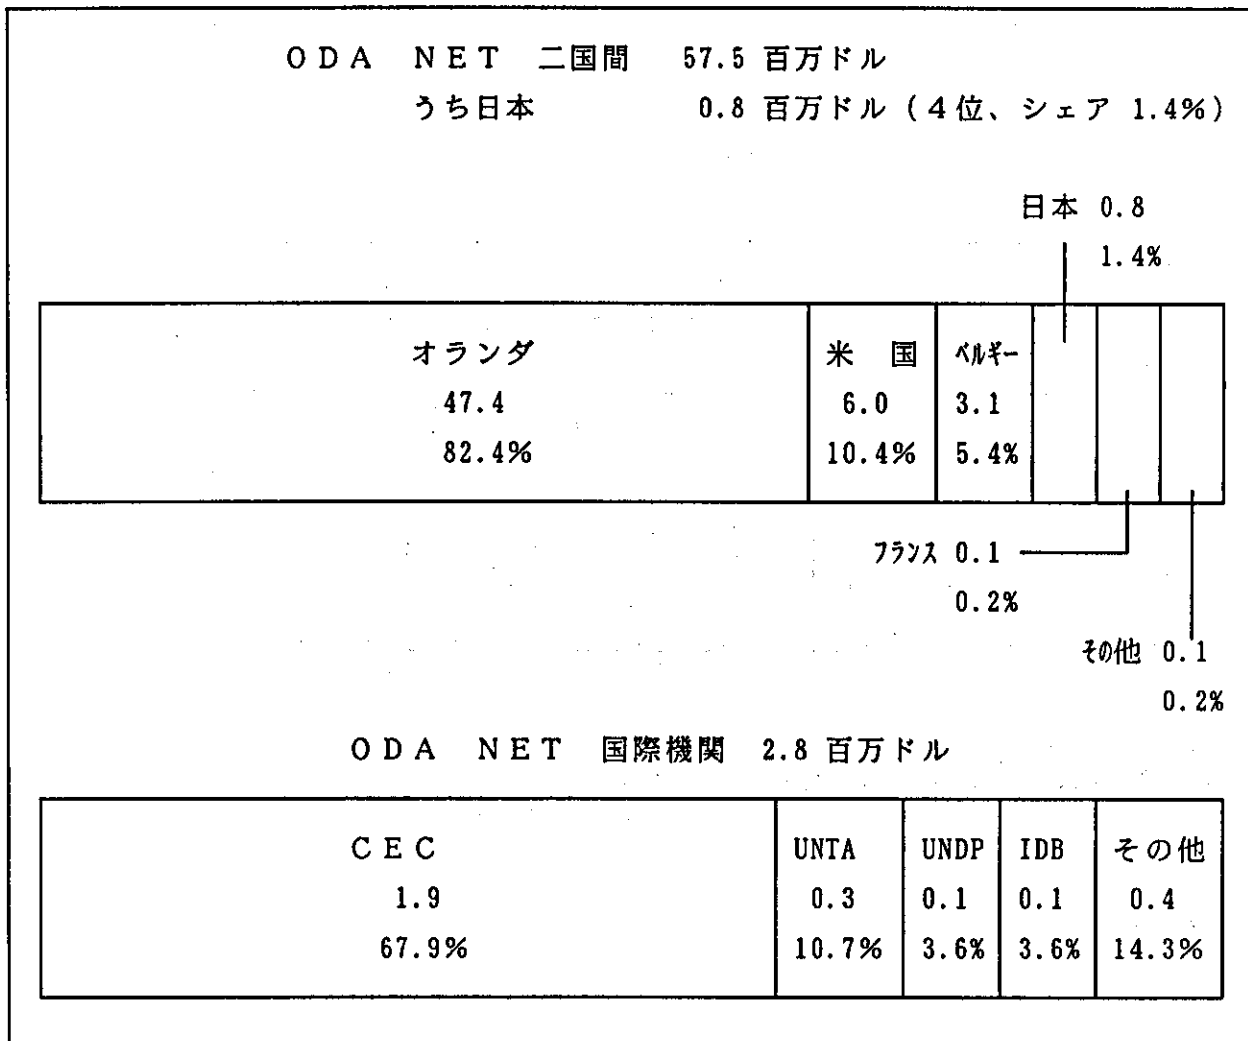 ＯＤＡ　ＮＥＴ　二国間　57.5 百万ドル
うち日本　0.8 百万ドル（４位、シェア 1.4%）
日本 0.8
1.4%
オランダ　米　国　ベルギー
47.4　6.0　3.1
82.4%　10.4%　5.4%
フランス 0.1
0.2%
その他 0.1
0.2%
ＯＤＡ　ＮＥＴ　国際機関　2.8 百万ドル
ＣＥＣ　UNTA　UNDP　IDB　その他
1.9　0.3　0.1　0.1　0.4
67.9%　10.7%　3.6%　3.6%　14.3%